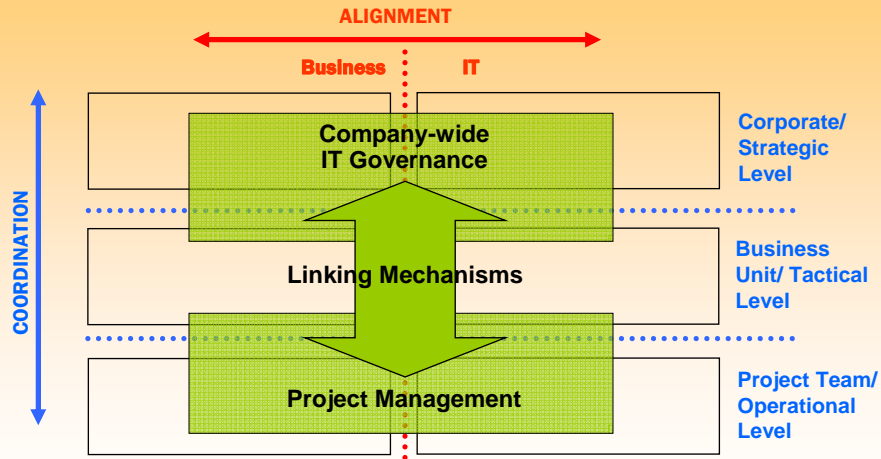 ALIGNMENT
Business IT
Company-wide
IT Governance
Corporate/
Strategic
Level
COORDINATION
Linking Mechanisms
Business
Unit/ Tactical
Level
Project Management
Project Team/
Operational
Level